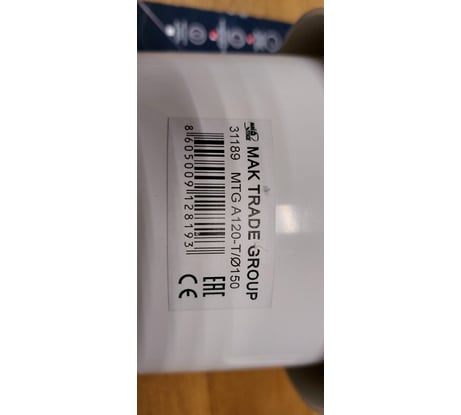 MAK TRADE GROUP
31189 MTG A120-T/Ø150
8605009128193
EAC
CE